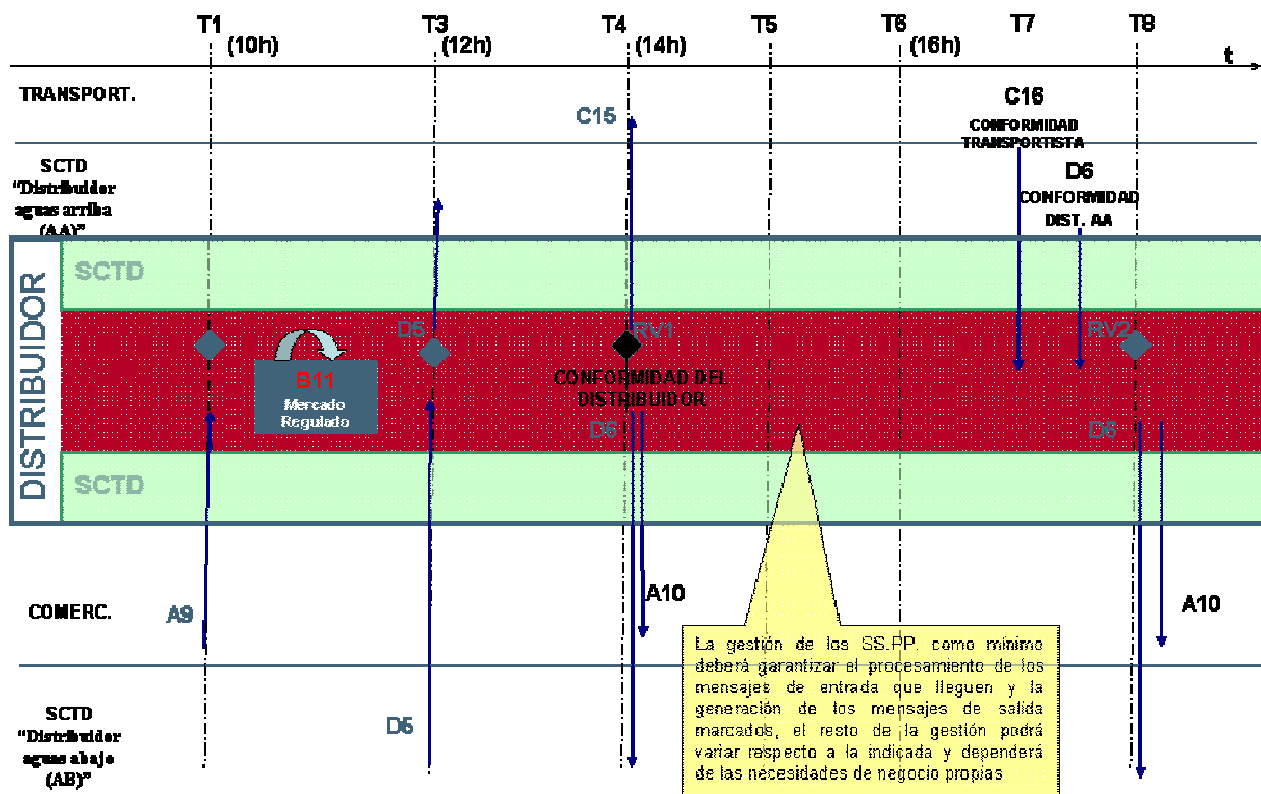 T1 T3 T4 T5 T6 T7 T8
(10h) (12h) (14h) (16h)
t
TRANSPORT.
C15
C16
CONFORMIDAD
TRANSPORTISTA
SCTD
"Distribuidor
aguas arriba
(AA)"
D6
CONFORMIDAD
DIST. AA
DISTRIBUIDOR
SCTD
D5
RV1
RV2
B11
Mercado
Regulado
CONFORMIDAD DEL
DISTRIBUIDOR
D6
D6
SCTD
COMERC.
A9
A10
A10
La gestión de los SS.PP. como mínimo
deberá garantizar el procesamiento de los
mensajes de entrada que lleguen y la
generación de los mensajes de salida
marcados, el resto de la gestión podrá
variar respecto a la indicada y dependerá
de las necesidades de negocio propias
SCTD
"Distribuidor
aguas abajo
(AB)"
D5